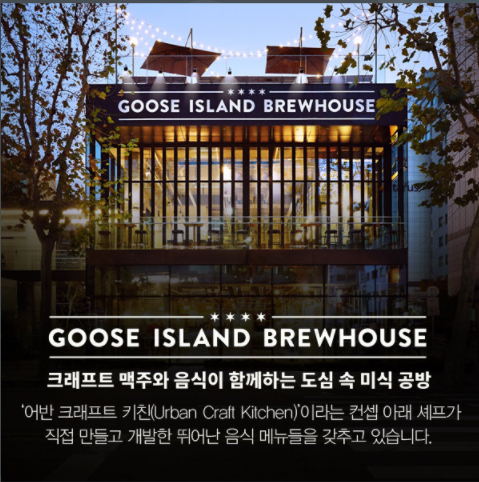 GOOSE ISLAND BREWHOUSE
GOOSE ISLAND BREWHOUSE
크래프트 맥주와 음식이 함께하는 도심 속 미식 공방
'어반 크래프트 키친(Urban Craft Kitchen)'이라는 컨셉 아래 셰프가
직접 만들고 개발한 뛰어난 음식 메뉴들을 갖추고 있습니다.